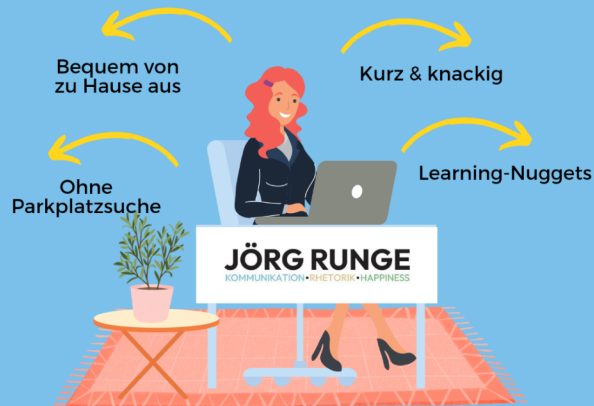 Bequem von
zu Hause aus
Kurz & knackig
Ohne
Parkplatzsuche
Learning-Nuggets
JÖRG RUNGE
KOMMUNIKATION•RHETORIK•HAPPINESS